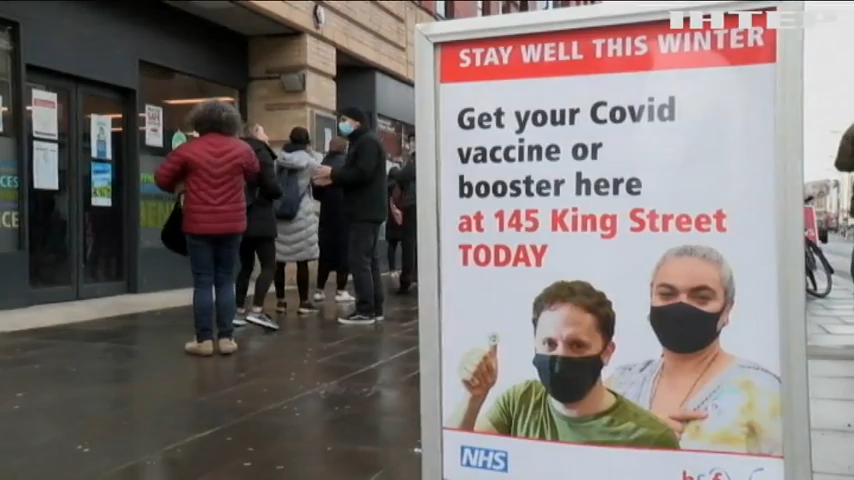 ІНТЕР
STAY WELL THIS WINTER
Get your Covid
vaccine or
booster here
at 145 King Street
TODAY
NHS